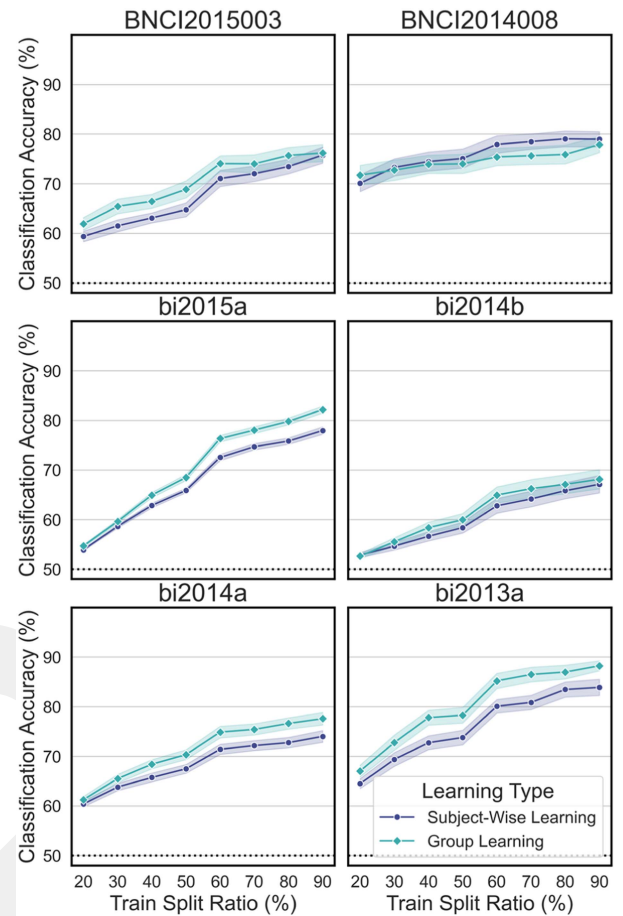 BNCI2015003
BNCI2014008
Classification Accuracy (%)
90
80
70
60
50
bi2015a
bi2014b
Classification Accuracy (%)
90
80
70
60
50
bi2014a
bi2013a
Classification Accuracy (%)
90
80
70
60
50
Learning Type
Subject-Wise Learning
Group Learning
20 30 40 50 60 70 80 90
20 30 40 50 60 70 80 90
Train Split Ratio (%)
Train Split Ratio (%)